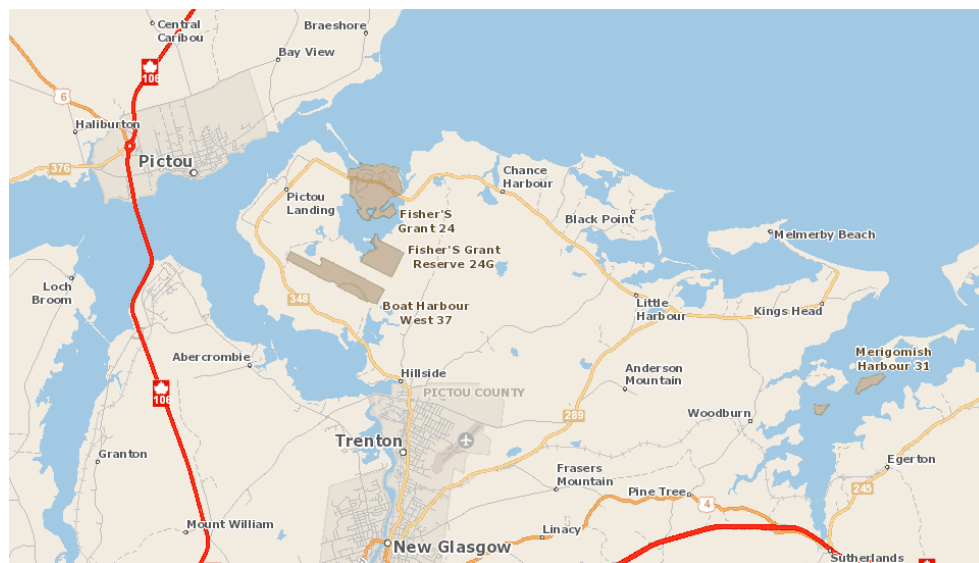 Central
Caribou
Braeshore
Bay View
106
6
Haliburton
376
Pictou
Pictou
Landing
Chance
Harbour
Fisher'S
Grant 24
Black Point
Melmerby Beach
Fisher'S Grant
Reserve 24G
Loch
Broom
348
Boat Harbour
West 37
Little
Harbour
Kings Head
Abercrombie
Hillside
Anderson
Mountain
Merigomish
Harbour 31
106
PICTOU COUNTY
289
Woodburn
Trenton
Granton
Frasers
Mountain
Egerton
Pine Tree
4
245
Mount William
Linacy
New Glasgow
Sutherlands